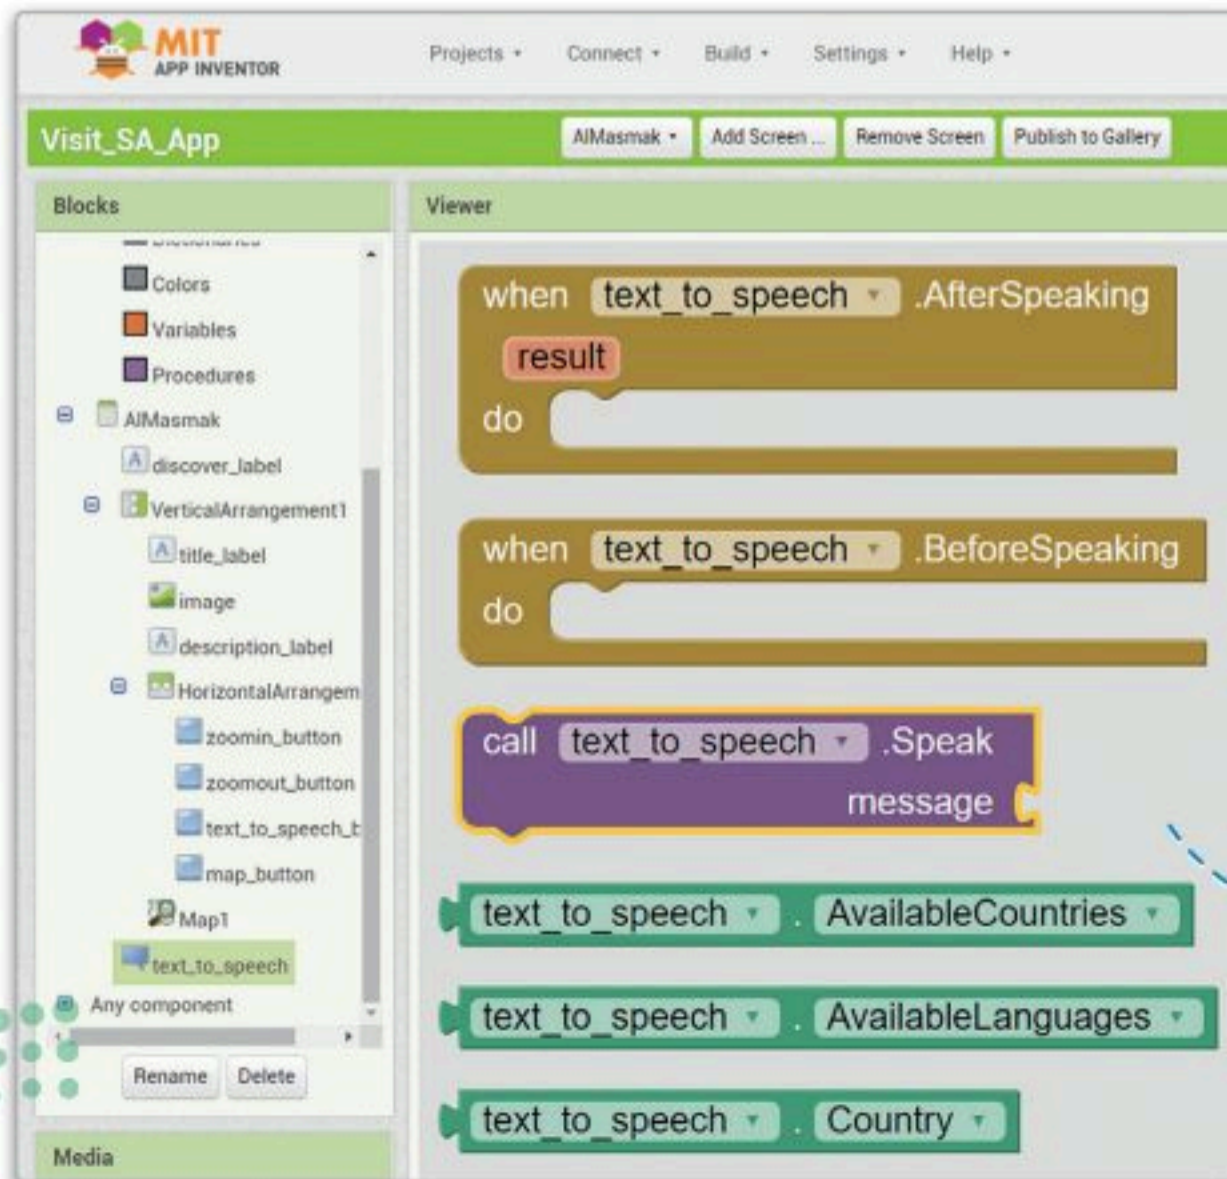 MIT
APP INVENTOR
Projects
Connect
Build
Settings
Help
Visit_SA_App
AlMasmak
Add Screen ...
Remove Screen
Publish to Gallery
Blocks
Viewer
Colors
Variables
Procedures
AlMasmak
discover_label
VerticalArrangement1
title_label
image
description_label
HorizontalArrangem
zoomin_button
zoomout_button
text_to_speech_b
map_button
Map1
text_to_speech
Any component
Rename
Delete
Media
when text_to_speech .AfterSpeaking
result
do
when text_to_speech .BeforeSpeaking
do
call text_to_speech .Speak
message
text_to_speech . AvailableCountries
text_to_speech . AvailableLanguages
text_to_speech . Country